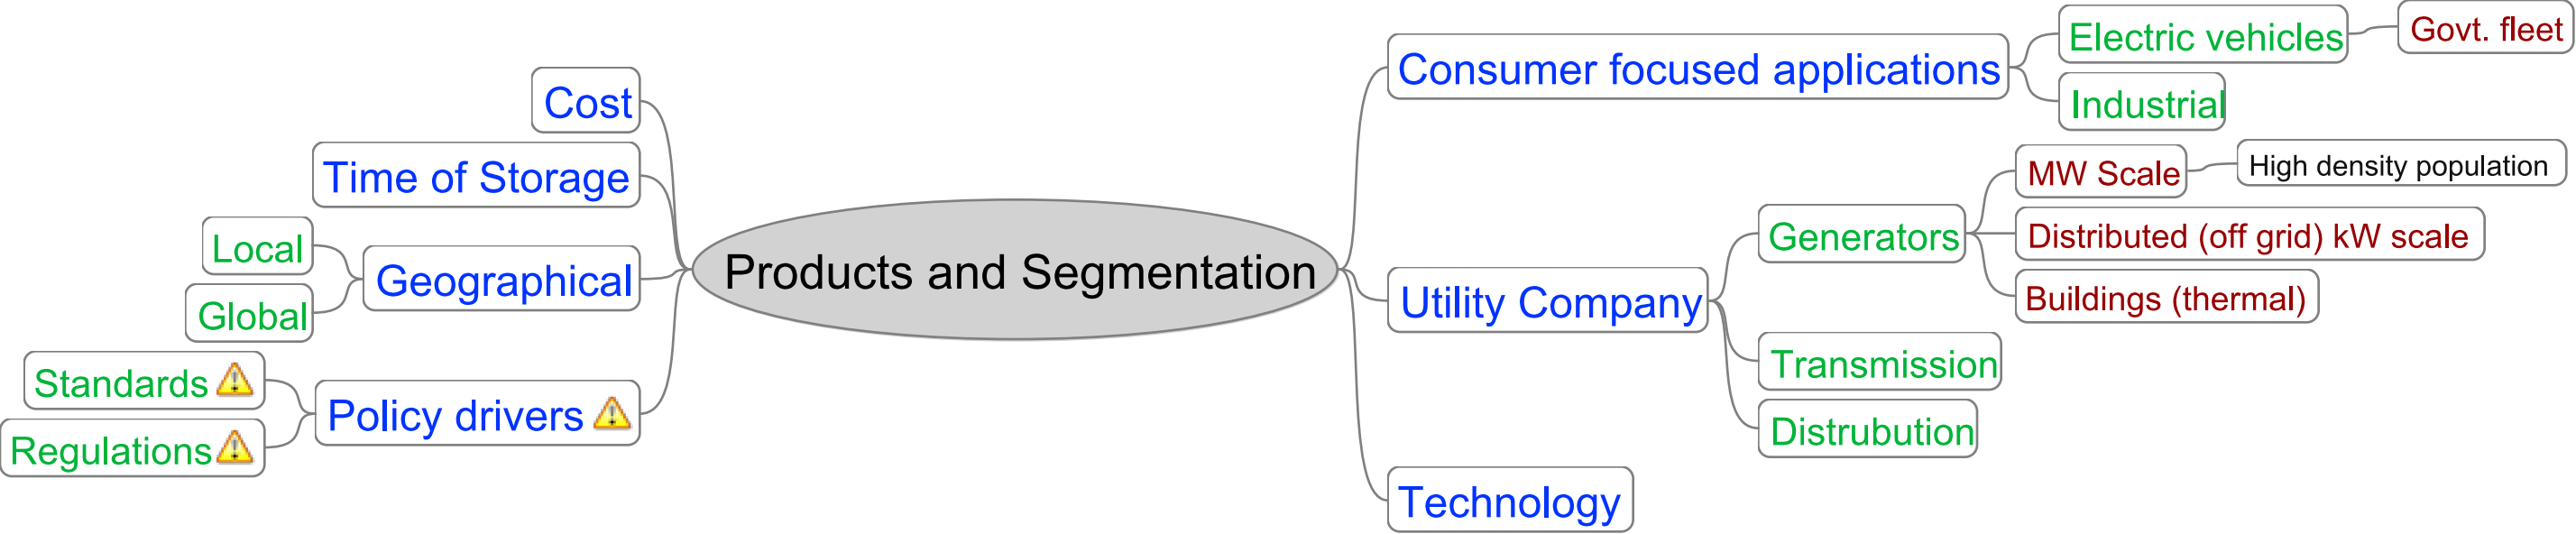 Products and Segmentation
Cost
Time of Storage
Geographical
Local
Global
Policy drivers
Standards
Regulations
Consumer focused applications
Electric vehicles
Govt. fleet
Industrial
Utility Company
Generators
MW Scale
High density population
Distributed (off grid) kW scale
Buildings (thermal)
Transmission
Distrubution
Technology